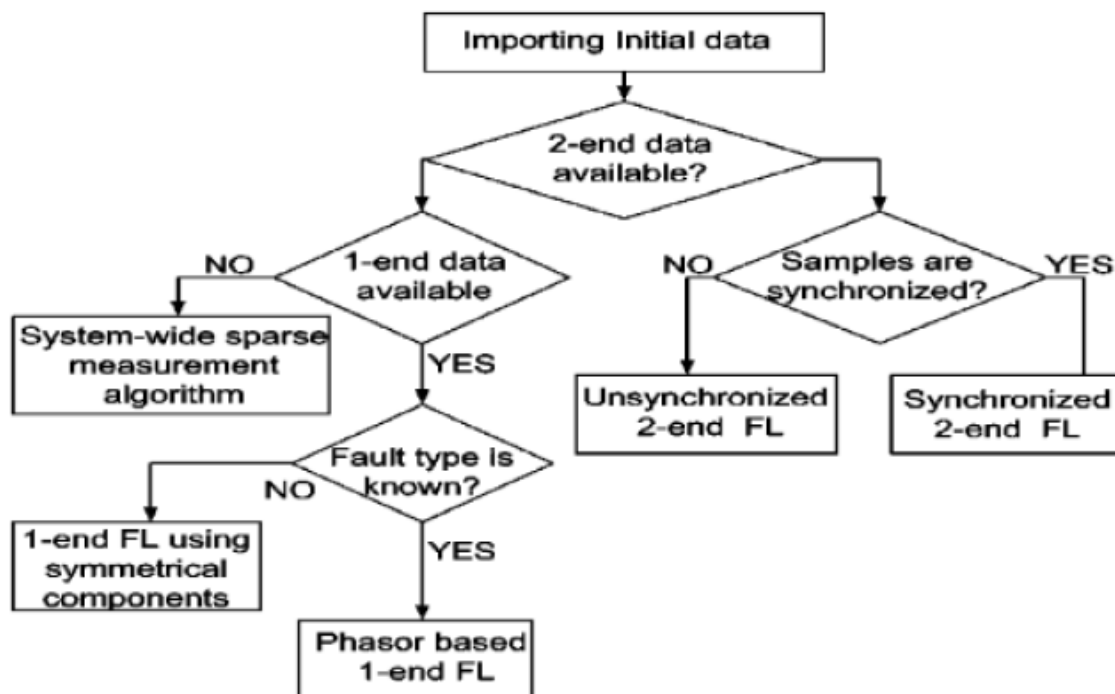 Importing Initial data
2-end data
available?
NO
1-end data
available
NO
Samples are
synchronized?
YES
System-wide sparse
measurement
algorithm
YES
Unsynchronized
2-end FL
Synchronized
2-end FL
Fault type is
known?
NO
1-end FL using
symmetrical
components
YES
Phasor based
1-end FL